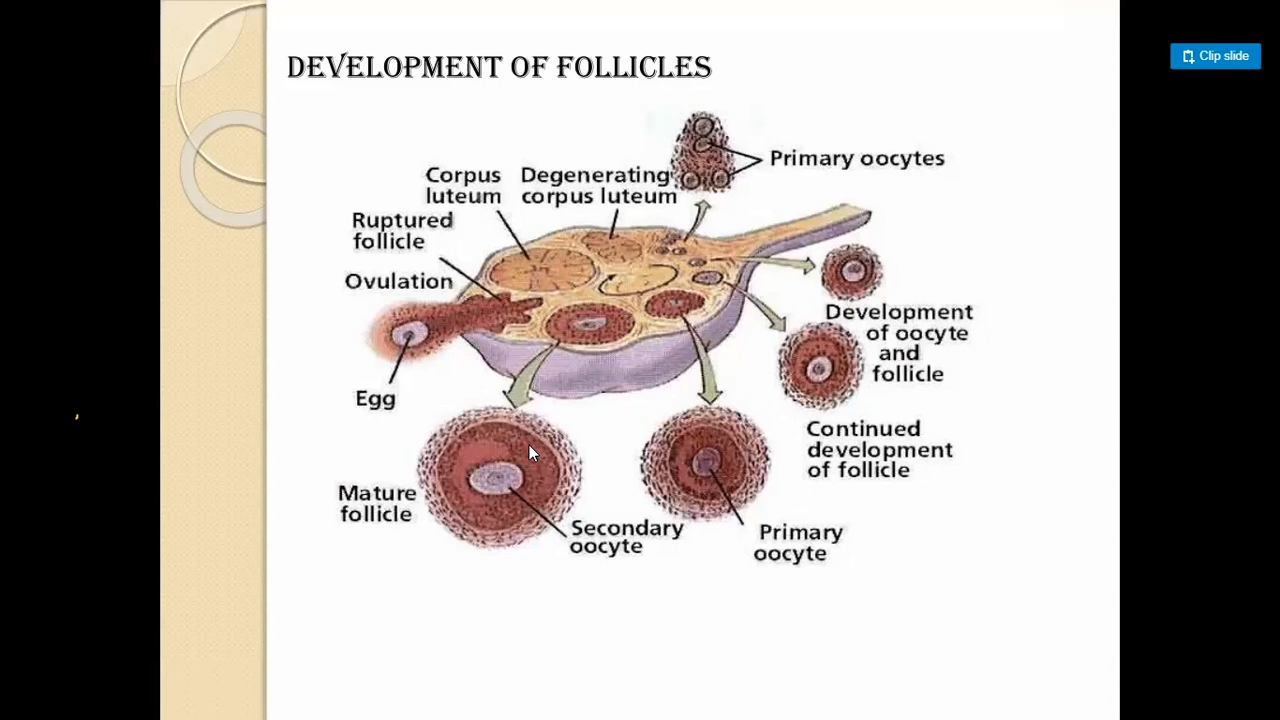 Clip slide
DEVELOPMENT OF FOLLICLES
Primary oocytes
Corpus
luteum
Degenerating
corpus luteum
Ruptured
follicle
Ovulation
Egg
Development
of oocyte
and
follicle
Continued
development
of follicle
Mature
follicle
Secondary
oocyte
Primary
oocyte